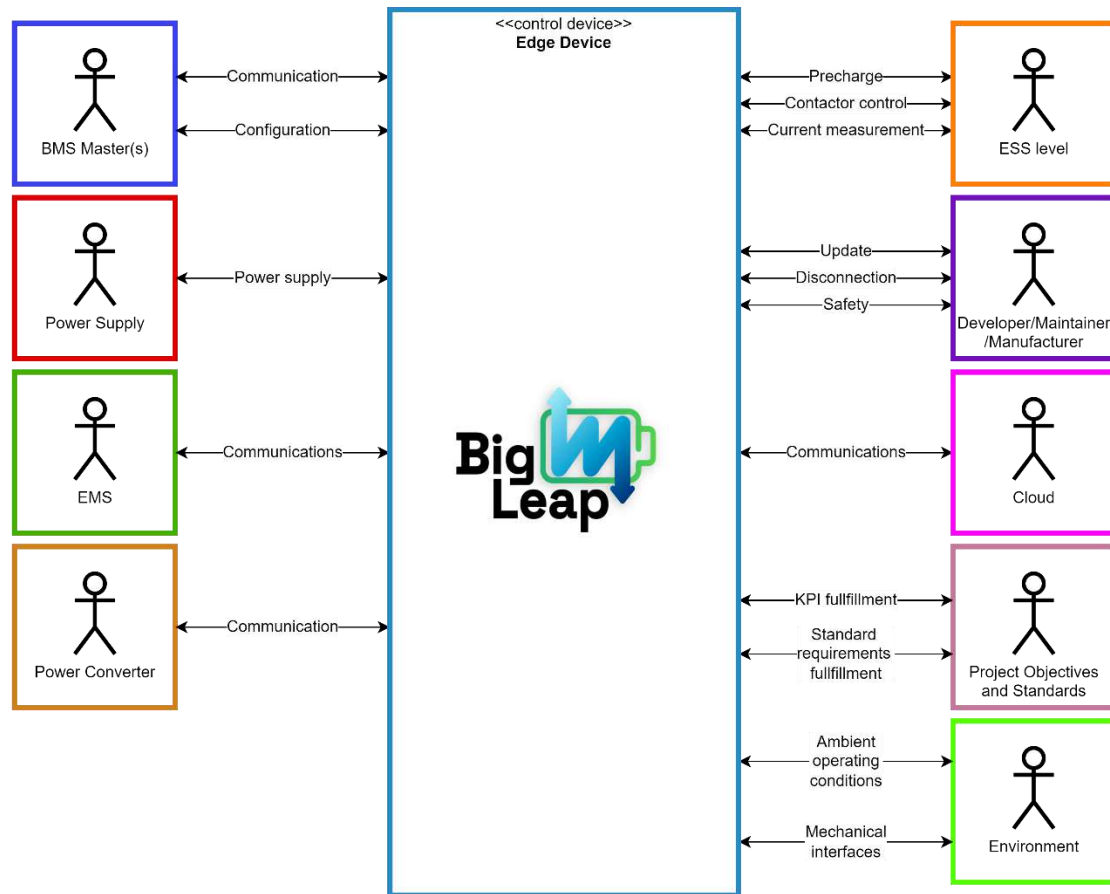 <<control device>>
Edge Device
Communication
Configuration
BMS Master(s)
Power supply
Power Supply
Communications
EMS
Communication
Power Converter
Big
Leap
Precharge
Contactor control
Current measurement
ESS level
Update
Disconnection
Safety
Developer/Maintainer
/Manufacturer
Communications
Cloud
KPI fullfillment
Standard
requirements
fullfillment
Project Objectives
and Standards
Ambient
operating
conditions
Mechanical
interfaces
Environment